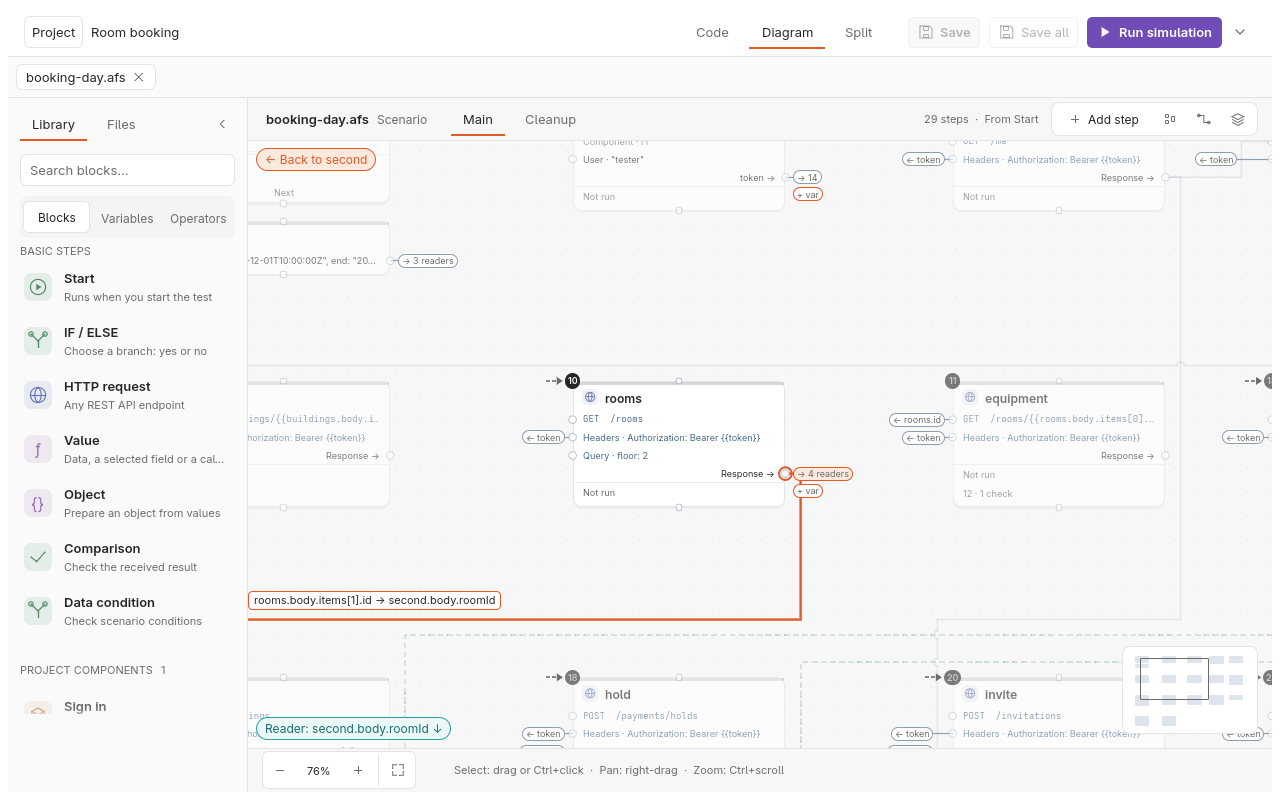 Project
Room booking
Code
Diagram
Split
Save
Save all
Run simulation
booking-day.afs
Library
Files
Search blocks...
Blocks
Variables
Operators
BASIC STEPS
Start
Runs when you start the test
IF / ELSE
Choose a branch: yes or no
HTTP request
Any REST API endpoint
Value
Data, a selected field or a cal...
Object
Prepare an object from values
Comparison
Check the received result
Data condition
Check scenario conditions
PROJECT COMPONENTS 1
Sign in
booking-day.afs Scenario
Main
Cleanup
29 steps · From Start
Add step
← Back to second
Next
-12-01T10:00:00Z", end: "20...
→ 3 readers
User · "tester"
token →
→ 14
+ var
Not run
← token
Headers · Authorization: Bearer {{token}}
Response →
← token
ings/{{buildings.body.i...
horization: Bearer {{token}}
Response →
10
rooms
GET /rooms
← token
Headers · Authorization: Bearer {{token}}
Query · floor: 2
Response →
→ 4 readers
+ var
Not run
11
equipment
← rooms.id
GET /rooms/{{rooms.body.items[0]...
← token
Headers · Authorization: Bearer {{token}}
Response →
Not run
12 · 1 check
← token
rooms.body.items[1].id → second.body.roomId
ings
Reader: second.body.roomId ↓
18
hold
POST /payments/holds
← token
Headers · Authorization: Bearer {{token}}
20
invite
POST /invitations
← token
Headers · Authorization: Bearer {{token}}
76%
Select: drag or Ctrl+click · Pan: right-drag · Zoom: Ctrl+scroll